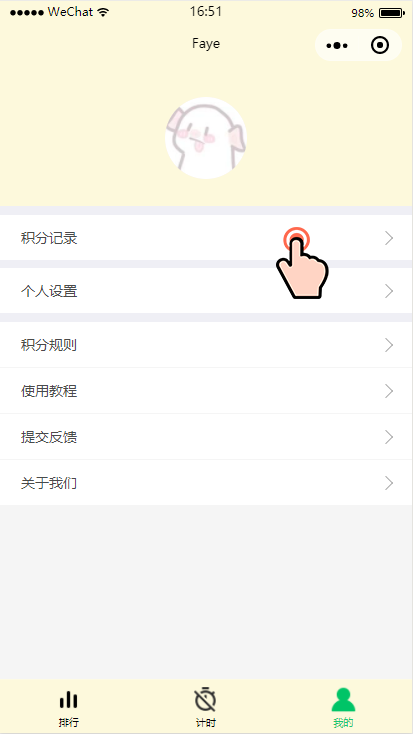 WeChat 16:51 98%
Faye
积分记录
个人设置
积分规则
使用教程
提交反馈
关于我们
排行 计时 我的